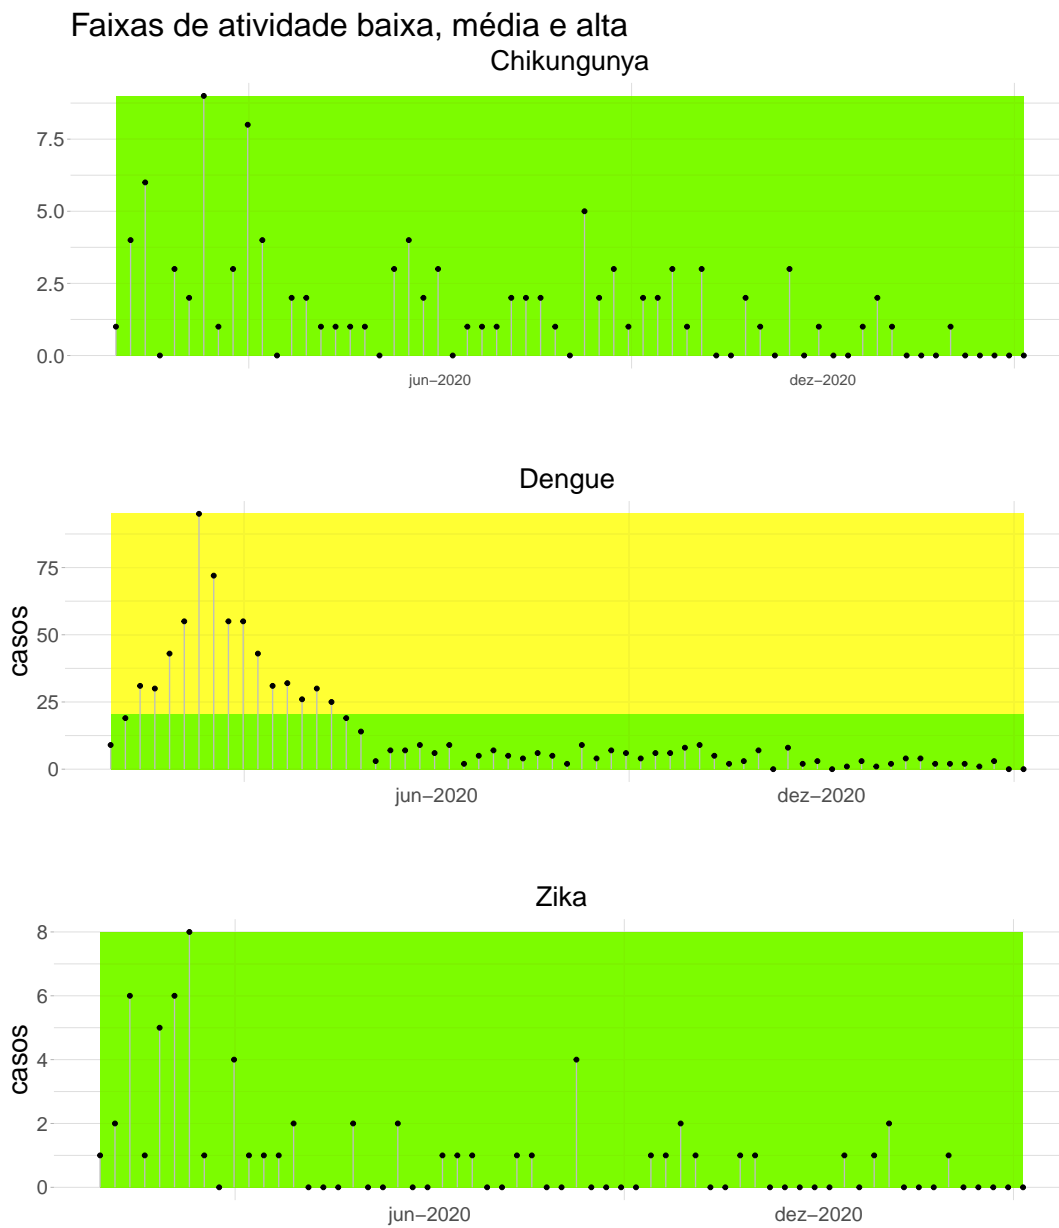 Faixas de atividade baixa, média e alta
Chikungunya
7.5
5.0
2.5
0.0
jun−2020 dez−2020
Dengue
casos
75
50
25
0
jun−2020 dez−2020
Zika
casos
8
6
4
2
0
jun−2020 dez−2020